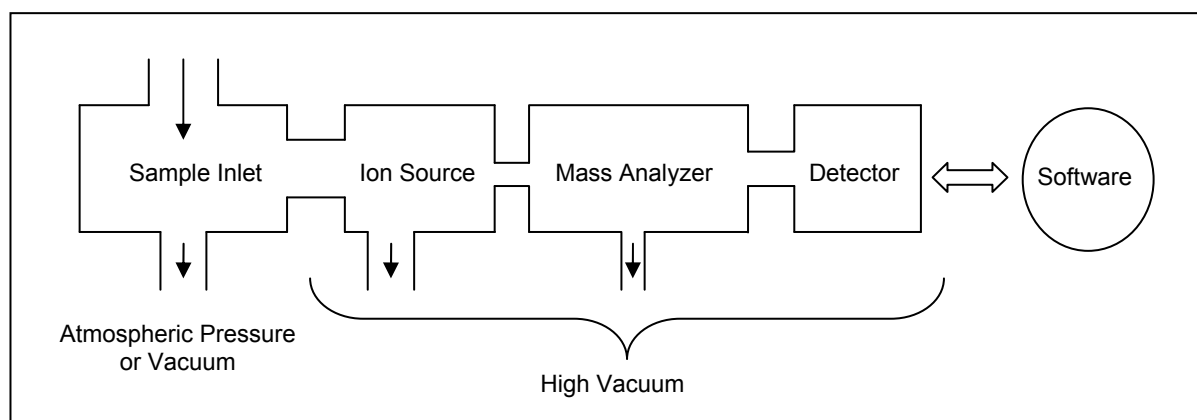 Sample Inlet
Ion Source
Mass Analyzer
Detector
Software
Atmospheric Pressure
or Vacuum
High Vacuum